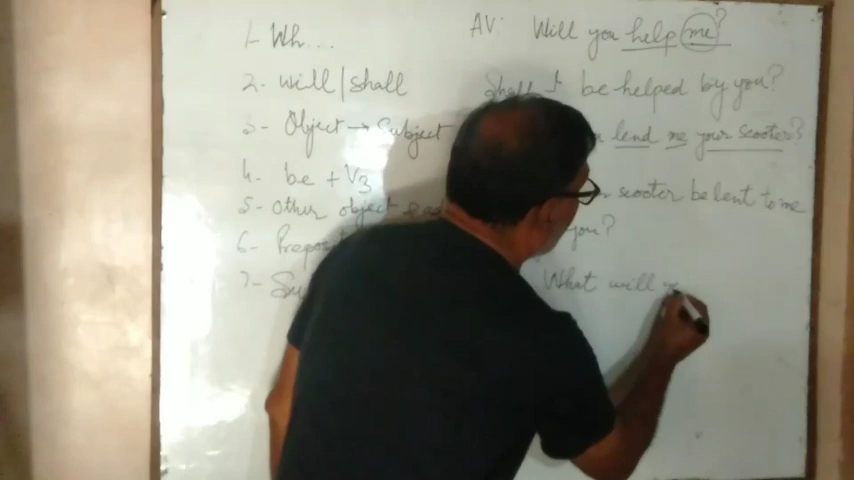 1- Wh...
2- will/shall
3- Object → Subject
4- be + V3
5- Other object
6-
7-
AV: Will you help me?
Shall I be helped by you?
lend me your scooter?
scooter be lent to me
you?
What will